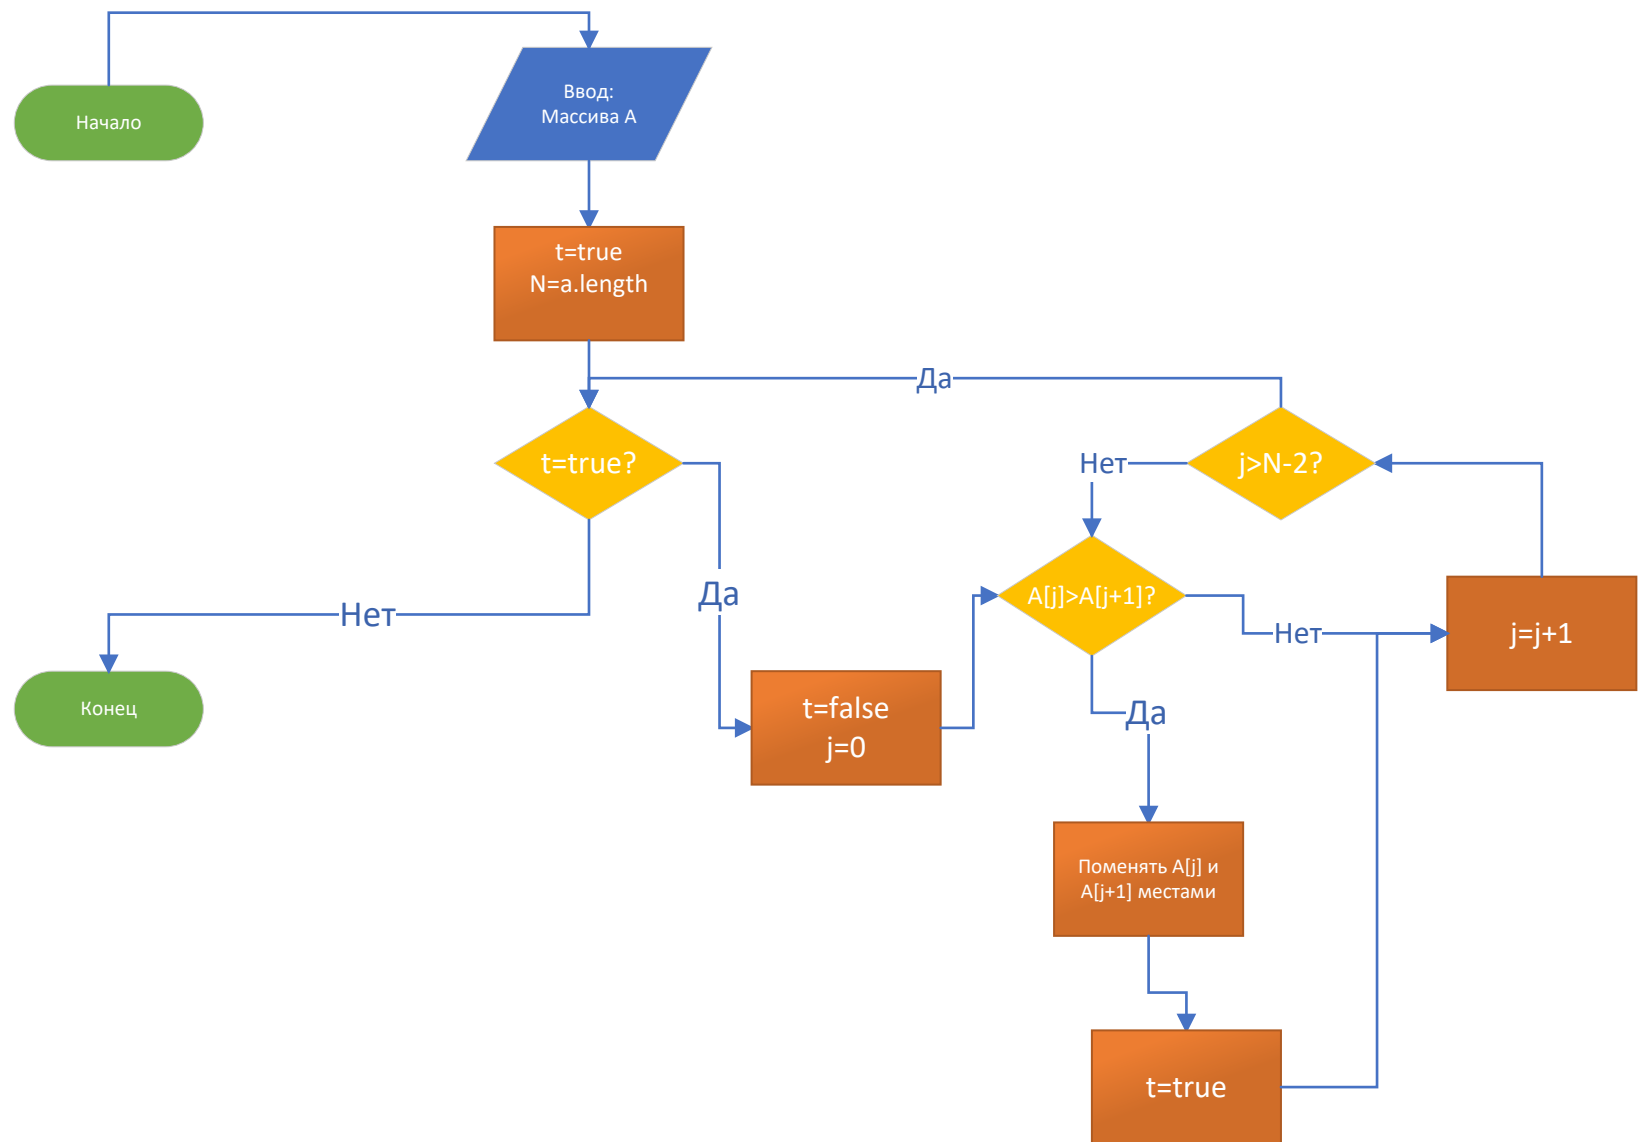 Начало
Ввод:
Массива А
t=true
N=a.length
Да
t=true?
Нет
j>N-2?
A[j]>A[j+1]?
Да
Нет
Нет
j=j+1
Конец
t=false
j=0
Да
Поменять A[j] и
A[j+1] местами
t=true